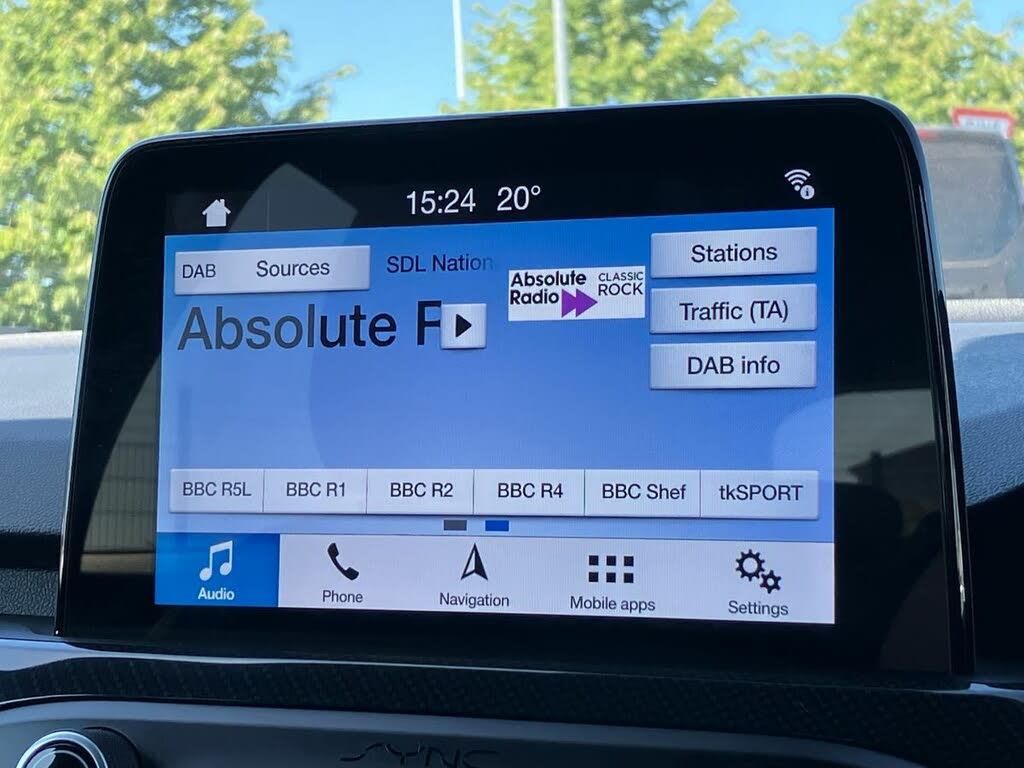 15:24 20°
DAB Sources
SDL Nation
Absolute R
Absolute Radio
CLASSIC ROCK
Stations
Traffic (TA)
DAB info
BBC R5L
BBC R1
BBC R2
BBC R4
BBC Shef
tkSPORT
Audio
Phone
Navigation
Mobile apps
Settings
SYNC